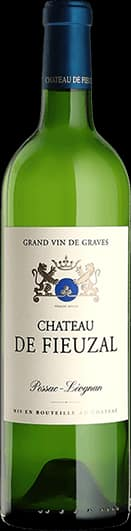 CHATEAU DE FIEUZAL
GRAND VIN DE GRAVES
CHATEAU
DE FIEUZAL
Pessac-Léognan
MIS EN BOUTEILLE AU CHATEAU